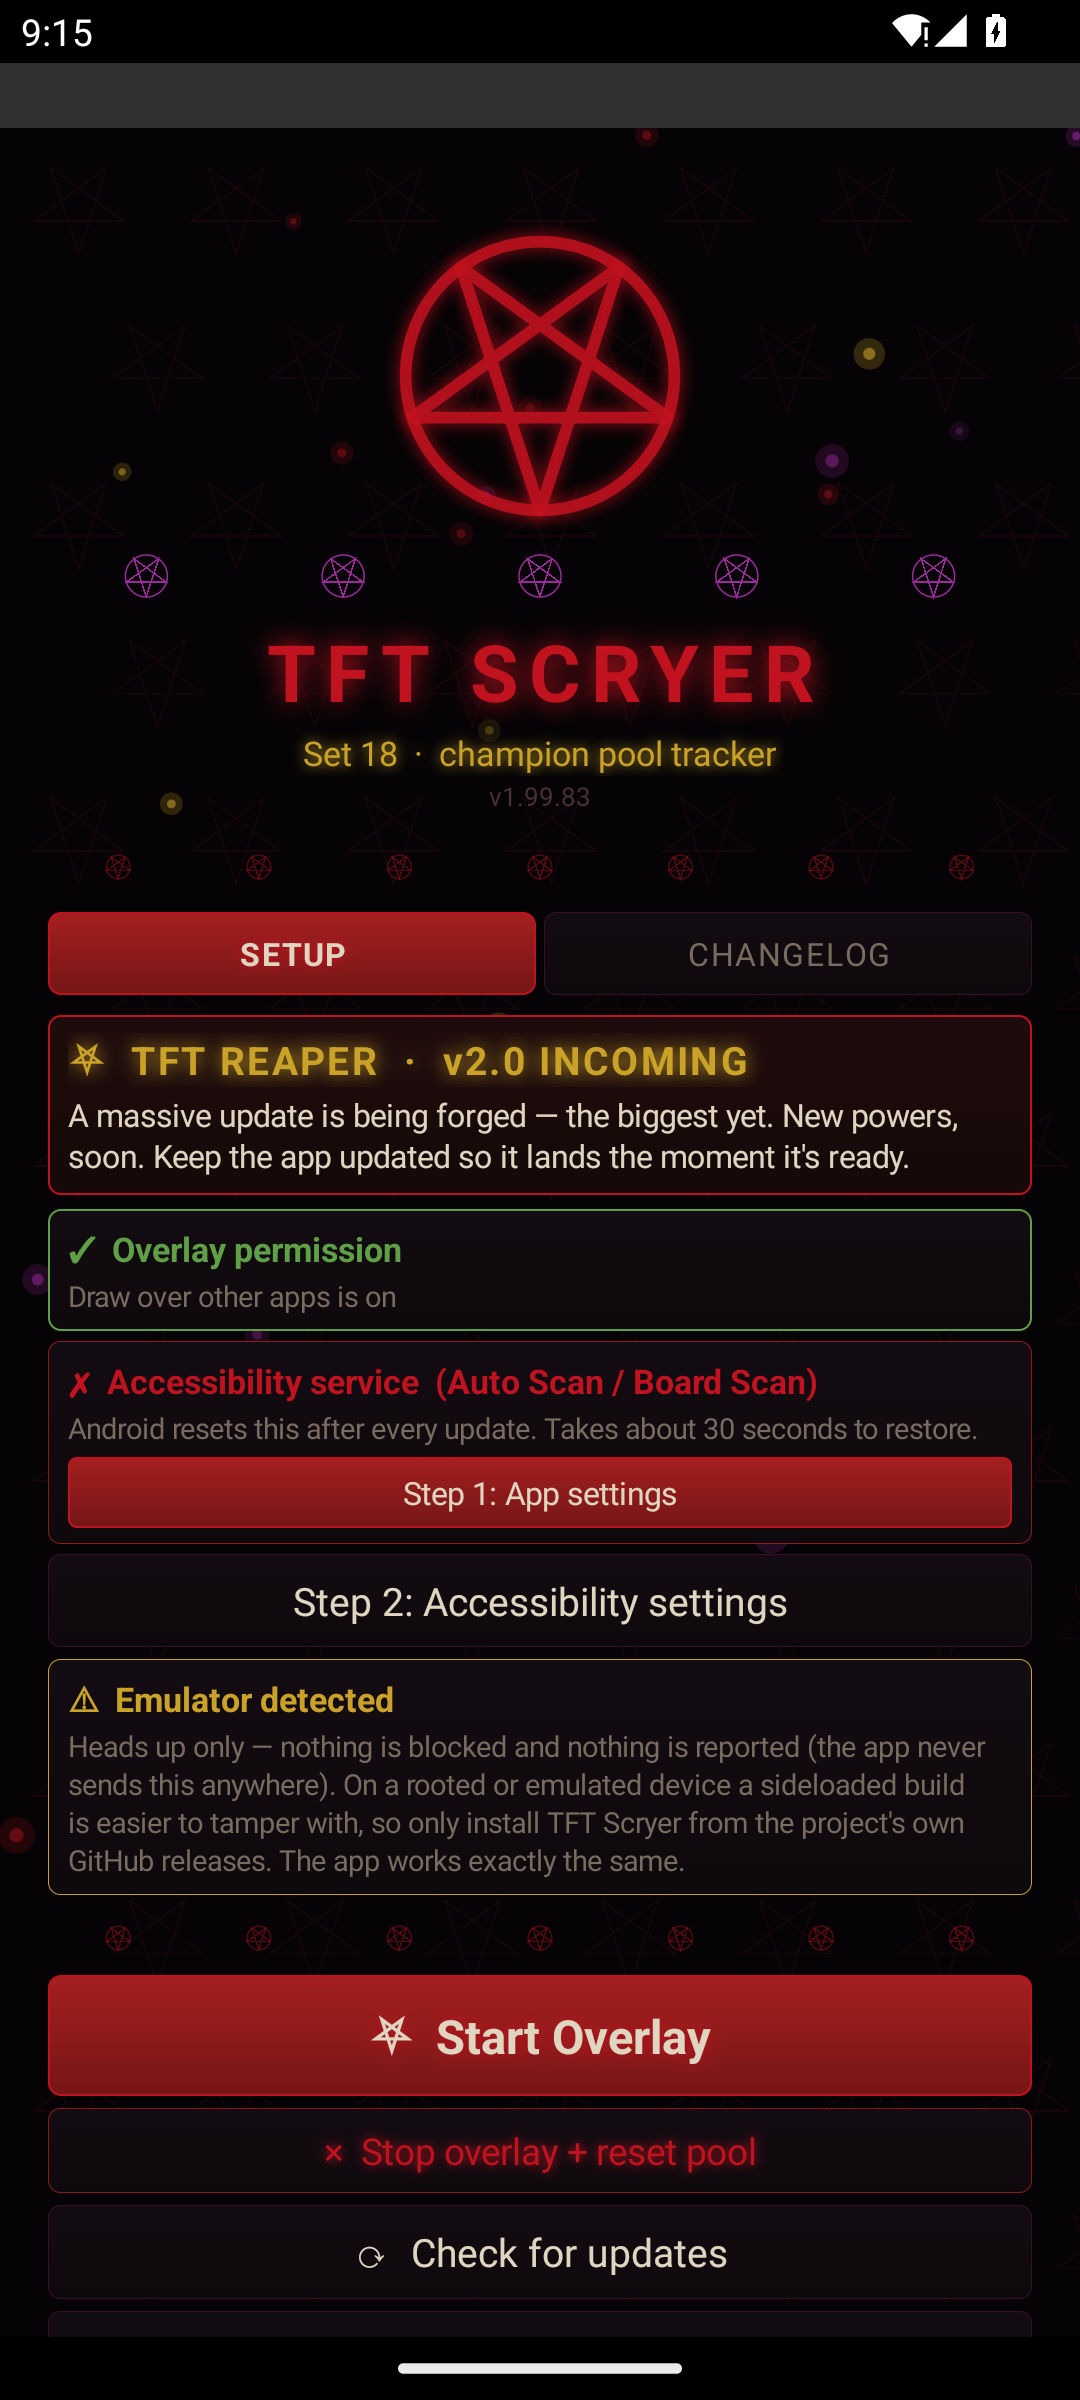 9:15
TFT SCRYER
Set 18 · champion pool tracker
v1.99.83
SETUP
CHANGELOG
TFT REAPER · v2.0 INCOMING
A massive update is being forged — the biggest yet. New powers,
soon. Keep the app updated so it lands the moment it's ready.
✓ Overlay permission
Draw over other apps is on
✗ Accessibility service (Auto Scan / Board Scan)
Android resets this after every update. Takes about 30 seconds to restore.
Step 1: App settings
Step 2: Accessibility settings
⚠ Emulator detected
Heads up only — nothing is blocked and nothing is reported (the app never
sends this anywhere). On a rooted or emulated device a sideloaded build
is easier to tamper with, so only install TFT Scryer from the project's own
GitHub releases. The app works exactly the same.
Start Overlay
× Stop overlay + reset pool
⟳ Check for updates